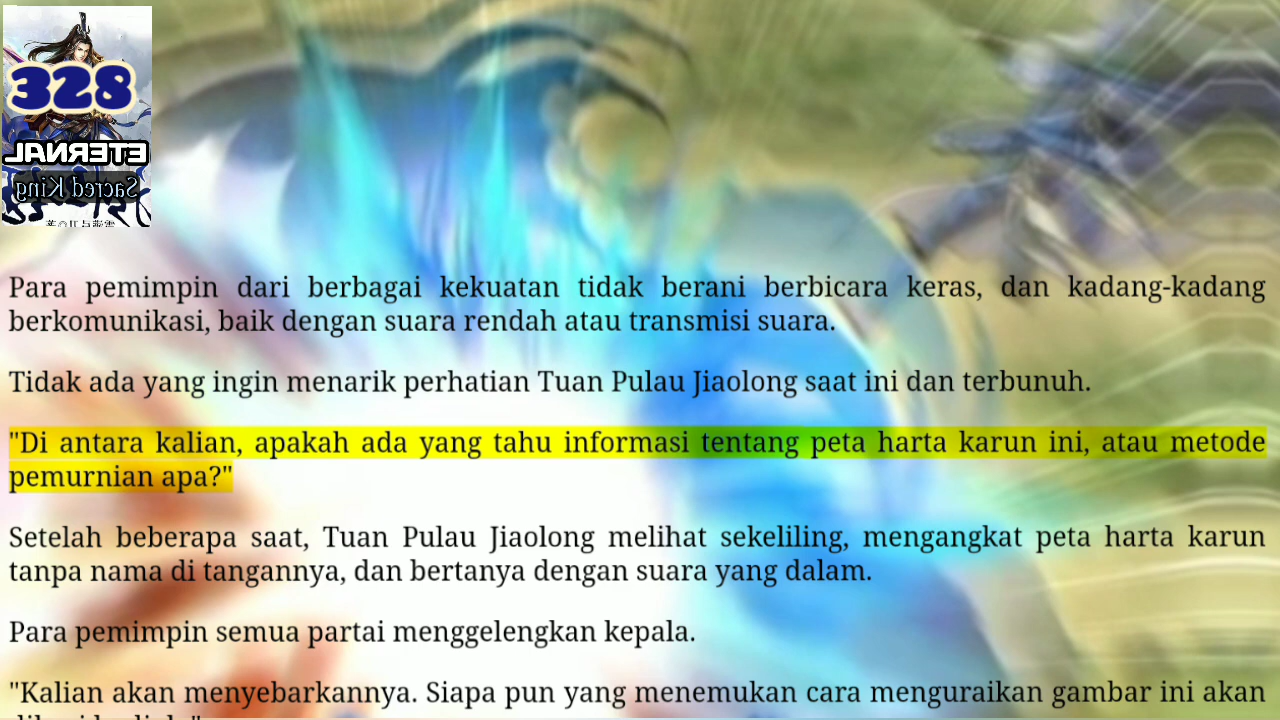 328
ETERNAL
Sacred King
Para pemimpin dari berbagai kekuatan tidak berani berbicara keras, dan kadang-kadang
berkomunikasi, baik dengan suara rendah atau transmisi suara.
Tidak ada yang ingin menarik perhatian Tuan Pulau Jiaolong saat ini dan terbunuh.
"Di antara kalian, apakah ada yang tahu informasi tentang peta harta karun ini, atau metode
pemurnian apa?"
Setelah beberapa saat, Tuan Pulau Jiaolong melihat sekeliling, mengangkat peta harta karun
tanpa nama di tangannya, dan bertanya dengan suara yang dalam.
Para pemimpin semua partai menggelengkan kepala.
"Kalian akan menyebarkannya. Siapa pun yang menemukan cara menguraikan gambar ini akan